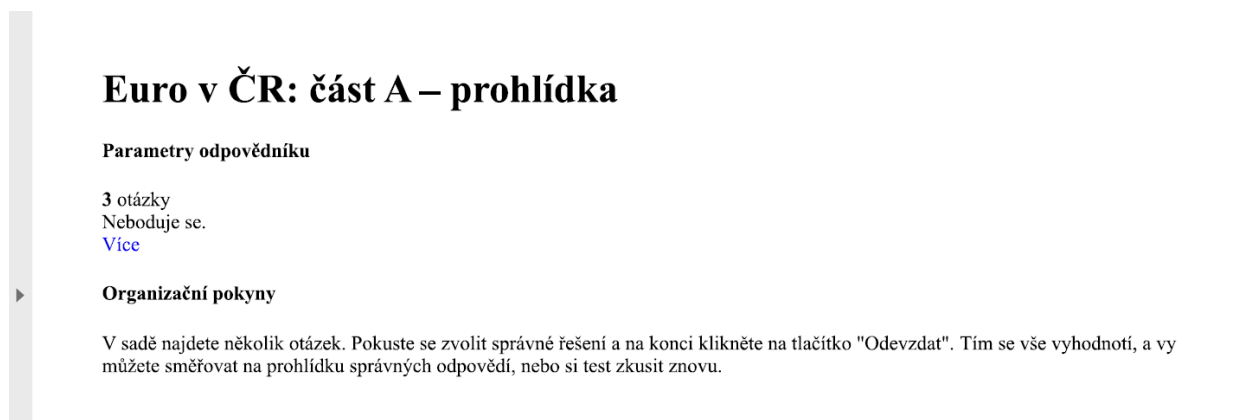 Euro v ČR: část A – prohlídka
Parametry odpovědníku
3 otázky
Neboduje se.
Více
Organizační pokyny
V sadě najdete několik otázek. Pokuste se zvolit správné řešení a na konci klikněte na tlačítko "Odevzdat". Tím se vše vyhodnotí, a vy
můžete směřovat na prohlídku správných odpovědí, nebo si test zkusit znovu.